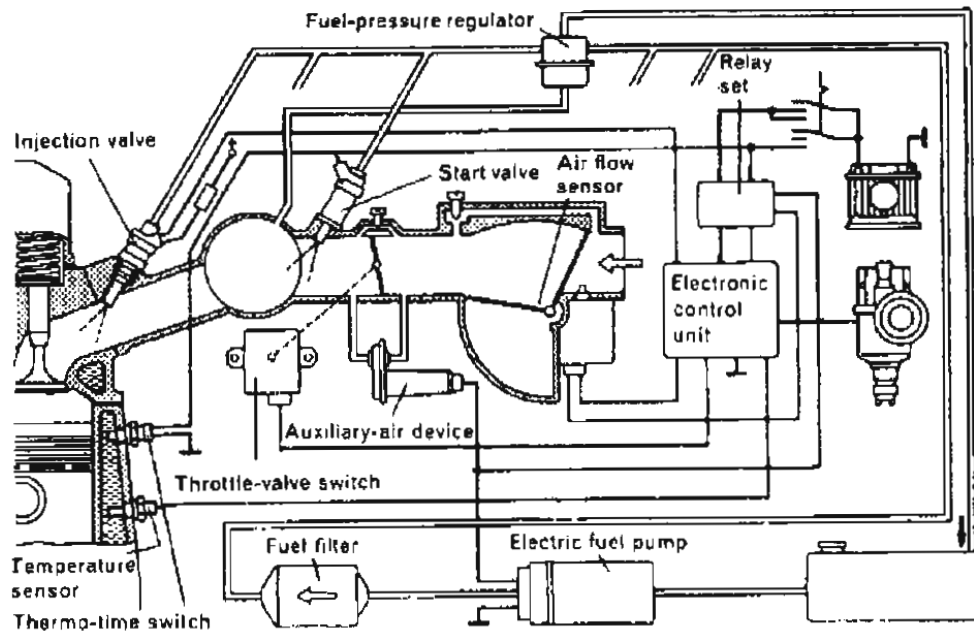 Fuel-pressure regulator
Relay
set
Injection valve
Start valve
Air flow
sensor
Electronic
control
unit
Auxiliary-air device
Throttle-valve switch
Fuel filter
Electric fuel pump
Temperature
sensor
Thermo-time switch